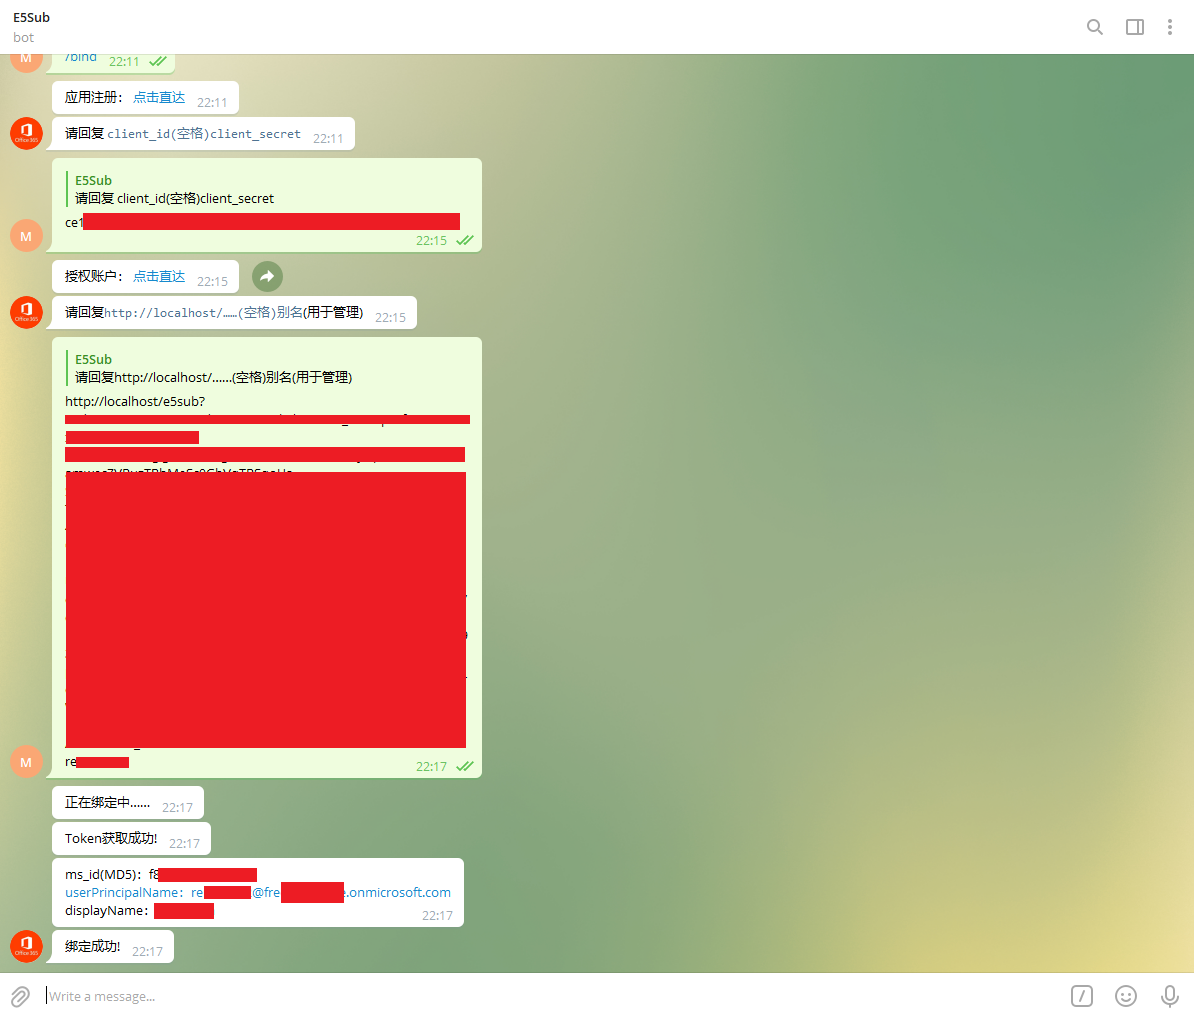 E5Sub
bot
/bind 22:11
应用注册： 点击直达 22:11
请回复 client_id(空格)client_secret 22:11
Office 365
E5Sub
请回复 client_id(空格)client_secret
ce1
M
22:15
授权账户： 点击直达 22:15
请回复http://localhost/……(空格)别名(用于管理) 22:15
Office 365
E5Sub
请回复http://localhost/……(空格)别名(用于管理)
http://localhost/e5sub?
re
M
22:17
正在绑定中…… 22:17
Token获取成功! 22:17
ms_id(MD5)： f8
userPrincipalName： re @fre e.onmicrosoft.com
displayName：
22:17
绑定成功! 22:17
Office 365
Write a message...